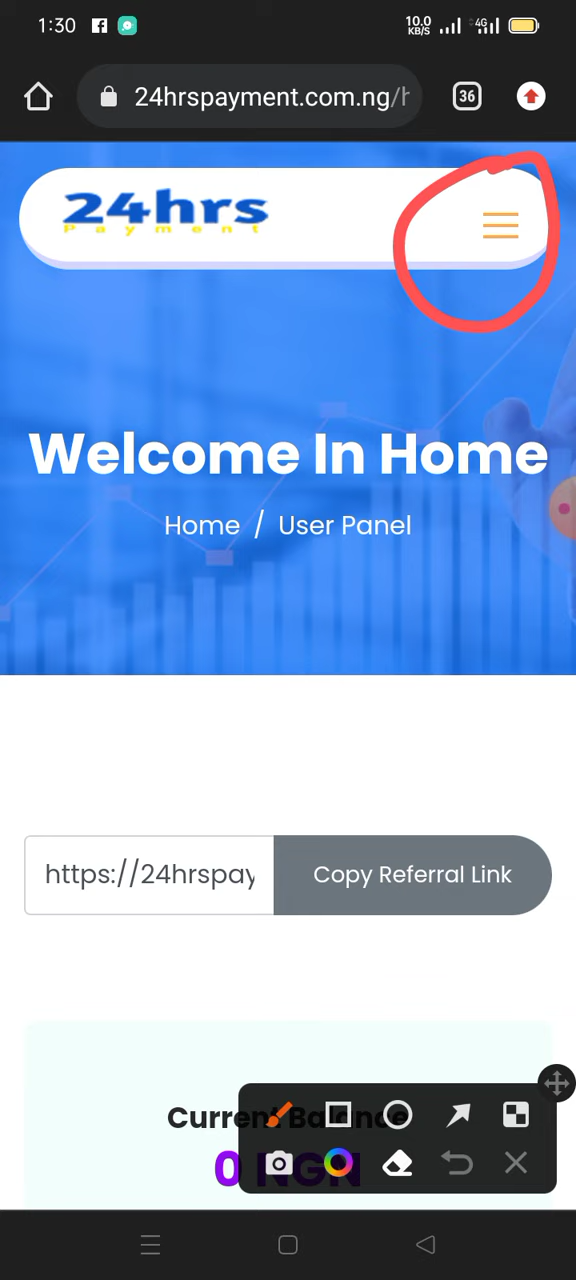 1:30 10.0 KB/S 4G
24hrspayment.com.ng/h 36
24hrs
Payment
Welcome In Home
Home / User Panel
https://24hrspay Copy Referral Link
Current Balance
0 NGN